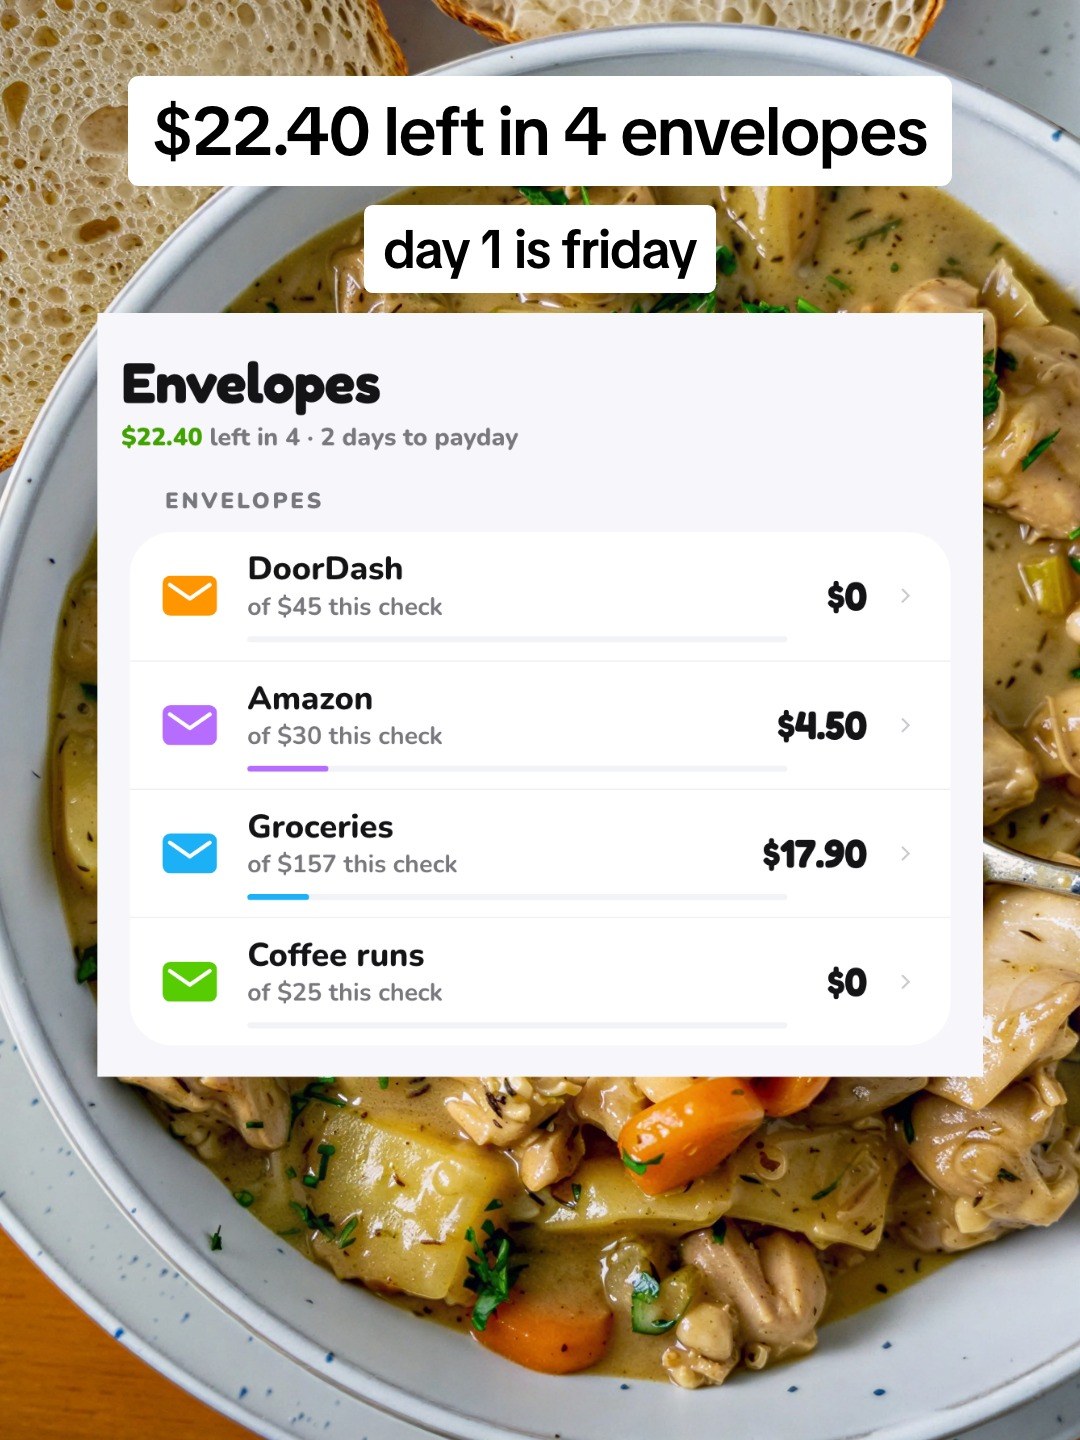 $22.40 left in 4 envelopes
day 1 is friday
Envelopes
$22.40 left in 4 · 2 days to payday
ENVELOPES
DoorDash
of $45 this check
$0
Amazon
of $30 this check
$4.50
Groceries
of $157 this check
$17.90
Coffee runs
of $25 this check
$0